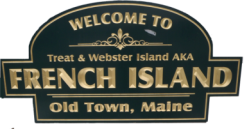 WELCOME TO
Treat & Webster Island AKA
FRENCH ISLAND
Old Town, Maine